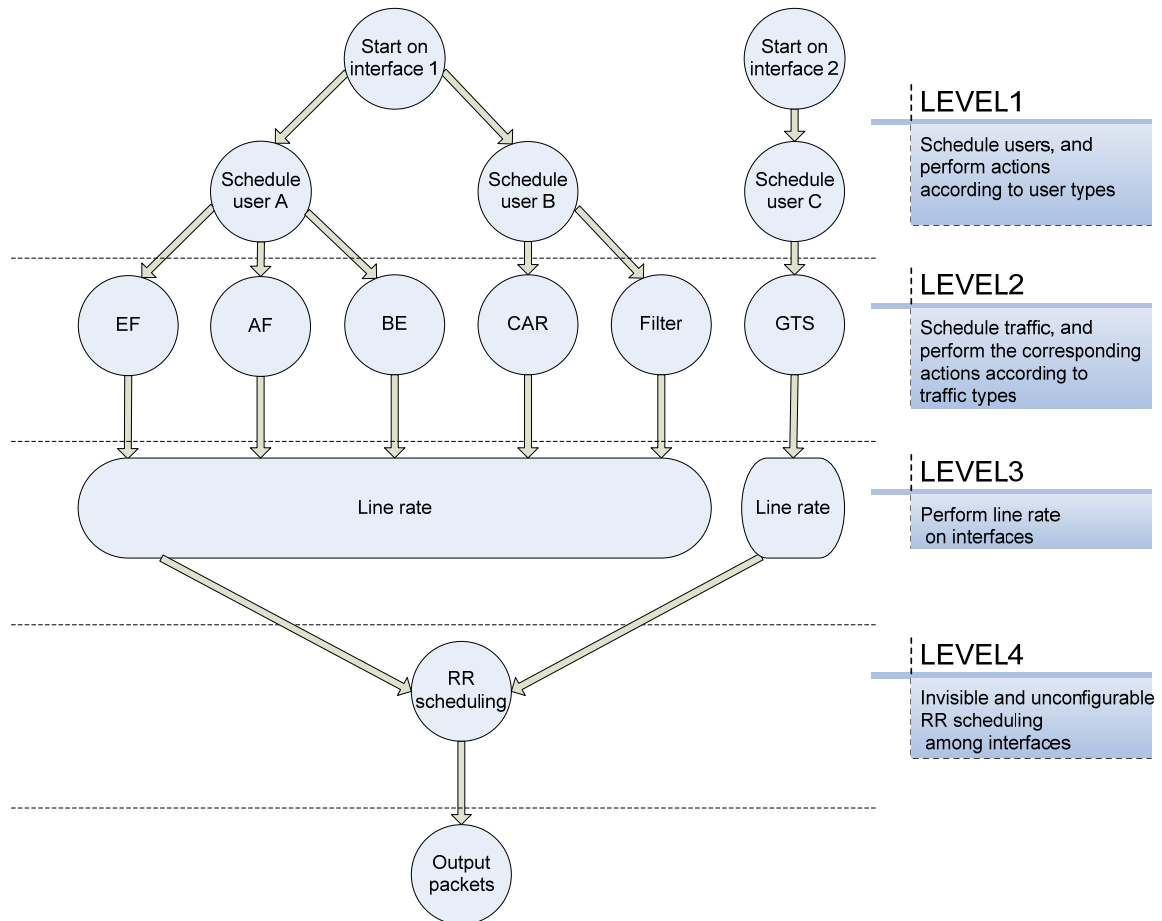 Start on
interface 1
Start on
interface 2
LEVEL1
Schedule users, and
perform actions
according to user types
Schedule
user A
Schedule
user B
Schedule
user C
LEVEL2
Schedule traffic, and
perform the corresponding
actions according to
traffic types
EF
AF
BE
CAR
Filter
GTS
LEVEL3
Perform line rate
on interfaces
Line rate
Line rate
LEVEL4
Invisible and unconfigurable
RR scheduling
among interfaces
RR
scheduling
Output
packets